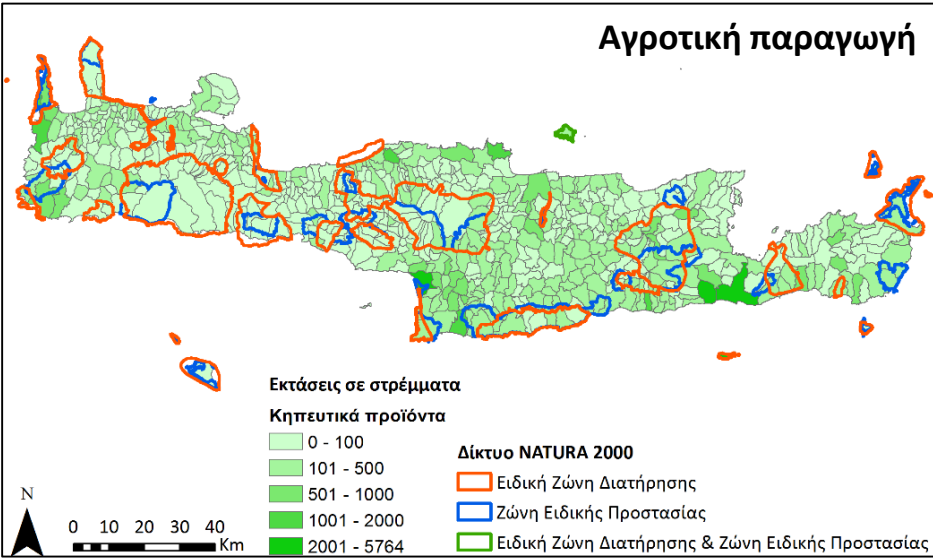 Αγροτική παραγωγή
Εκτάσεις σε στρέμματα
Κηπευτικά προϊόντα
0 - 100
101 - 500
501 - 1000
1001 - 2000
2001 - 5764
Δίκτυο NATURA 2000
Ειδική Ζώνη Διατήρησης
Ζώνη Ειδικής Προστασίας
Ειδική Ζώνη Διατήρησης & Ζώνη Ειδικής Προστασίας
N
0 10 20 30 40
Km